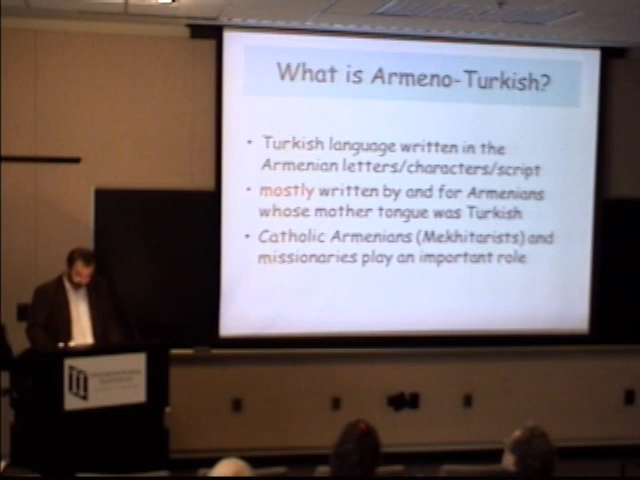 What is Armeno-Turkish?
• Turkish language written in the
Armenian letters/characters/script
• mostly written by and for Armenians
whose mother tongue was Turkish
• Catholic Armenians (Mekhitarists) and
missionaries play an important role